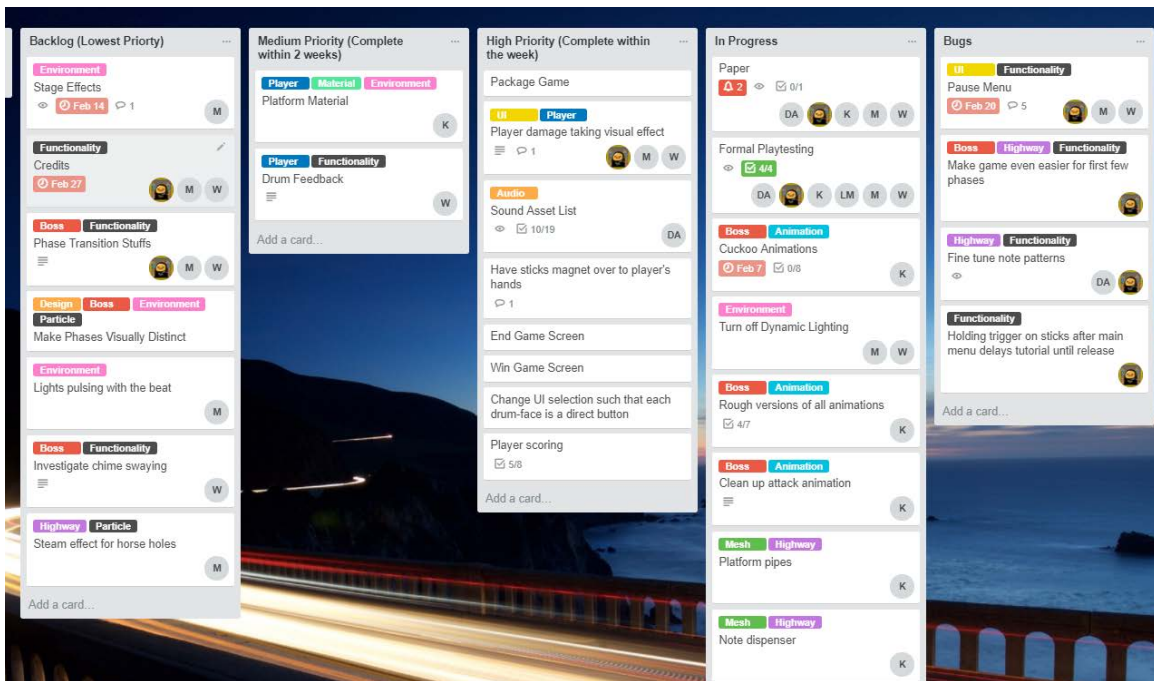 Backlog (Lowest Priorty)
Environment
Stage Effects
Feb 14 1
M
Functionality
Credits
Feb 27
M W
Boss Functionality
Phase Transition Stuffs
M W
Design Boss Environment
Particle
Make Phases Visually Distinct
Environment
Lights pulsing with the beat
M
Boss Functionality
Investigate chime swaying
W
Highway Particle
Steam effect for horse holes
M
Add a card...
Medium Priority (Complete
within 2 weeks)
Player Material Environment
Platform Material
K
Player Functionality
Drum Feedback
W
Add a card...
High Priority (Complete within
the week)
Package Game
UI Player
Player damage taking visual effect
1
M W
Audio
Sound Asset List
10/19
DA
Have sticks magnet over to player's
hands
1
End Game Screen
Win Game Screen
Change UI selection such that each
drum-face is a direct button
Player scoring
5/8
Add a card...
In Progress
Paper
2 0/1
DA K M W
Formal Playtesting
4/4
DA K LM M W
Boss Animation
Cuckoo Animations
Feb 7 0/8
K
Environment
Turn off Dynamic Lighting
M W
Boss Animation
Rough versions of all animations
4/7
K
Boss Animation
Clean up attack animation
K
Mesh Highway
Platform pipes
K
Mesh Highway
Note dispenser
K
Bugs
UI Functionality
Pause Menu
Feb 20 5
M W
Boss Highway Functionality
Make game even easier for first few
phases
Highway Functionality
Fine tune note patterns
DA
Functionality
Holding trigger on sticks after main
menu delays tutorial until release
Add a card...